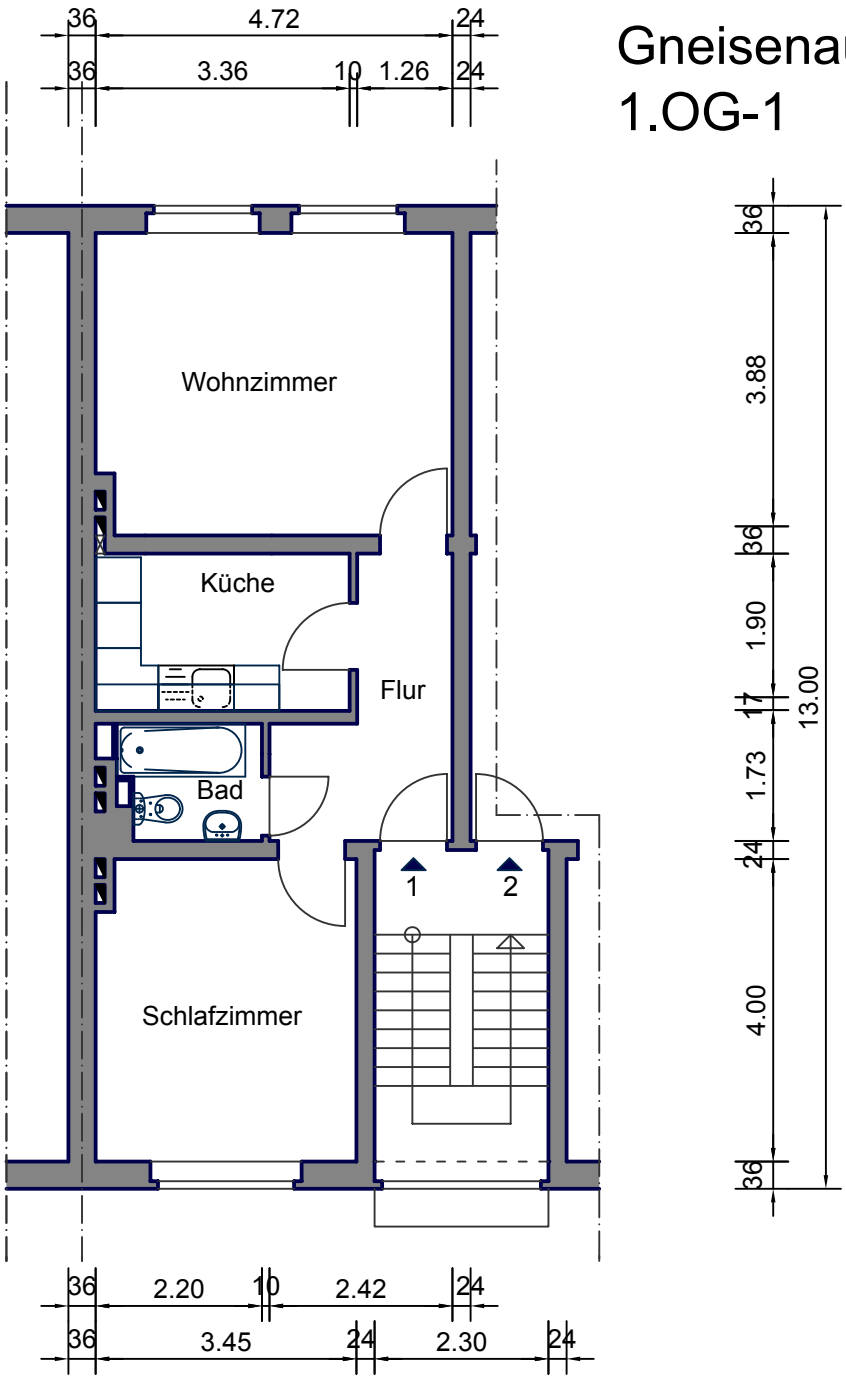 Gneisenau
1.OG-1
36 4.72 24
36 3.36 10 1.26 24
36
3.88
36
1.90
17
1.73
24
4.00
36
13.00
Wohnzimmer
Küche
Flur
Bad
1 2
Schlafzimmer
36 2.20 10 2.42 24
36 3.45 24 2.30 24